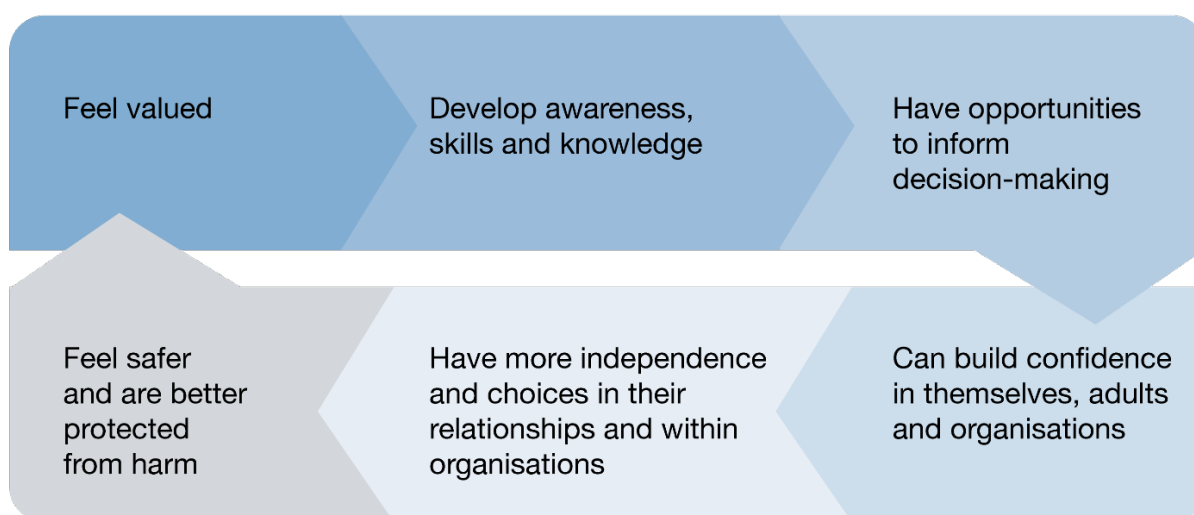 Feel valued
Develop awareness,
skills and knowledge
Have opportunities
to inform
decision-making
Can build confidence
in themselves, adults
and organisations
Have more independence
and choices in their
relationships and within
organisations
Feel safer
and are better
protected
from harm